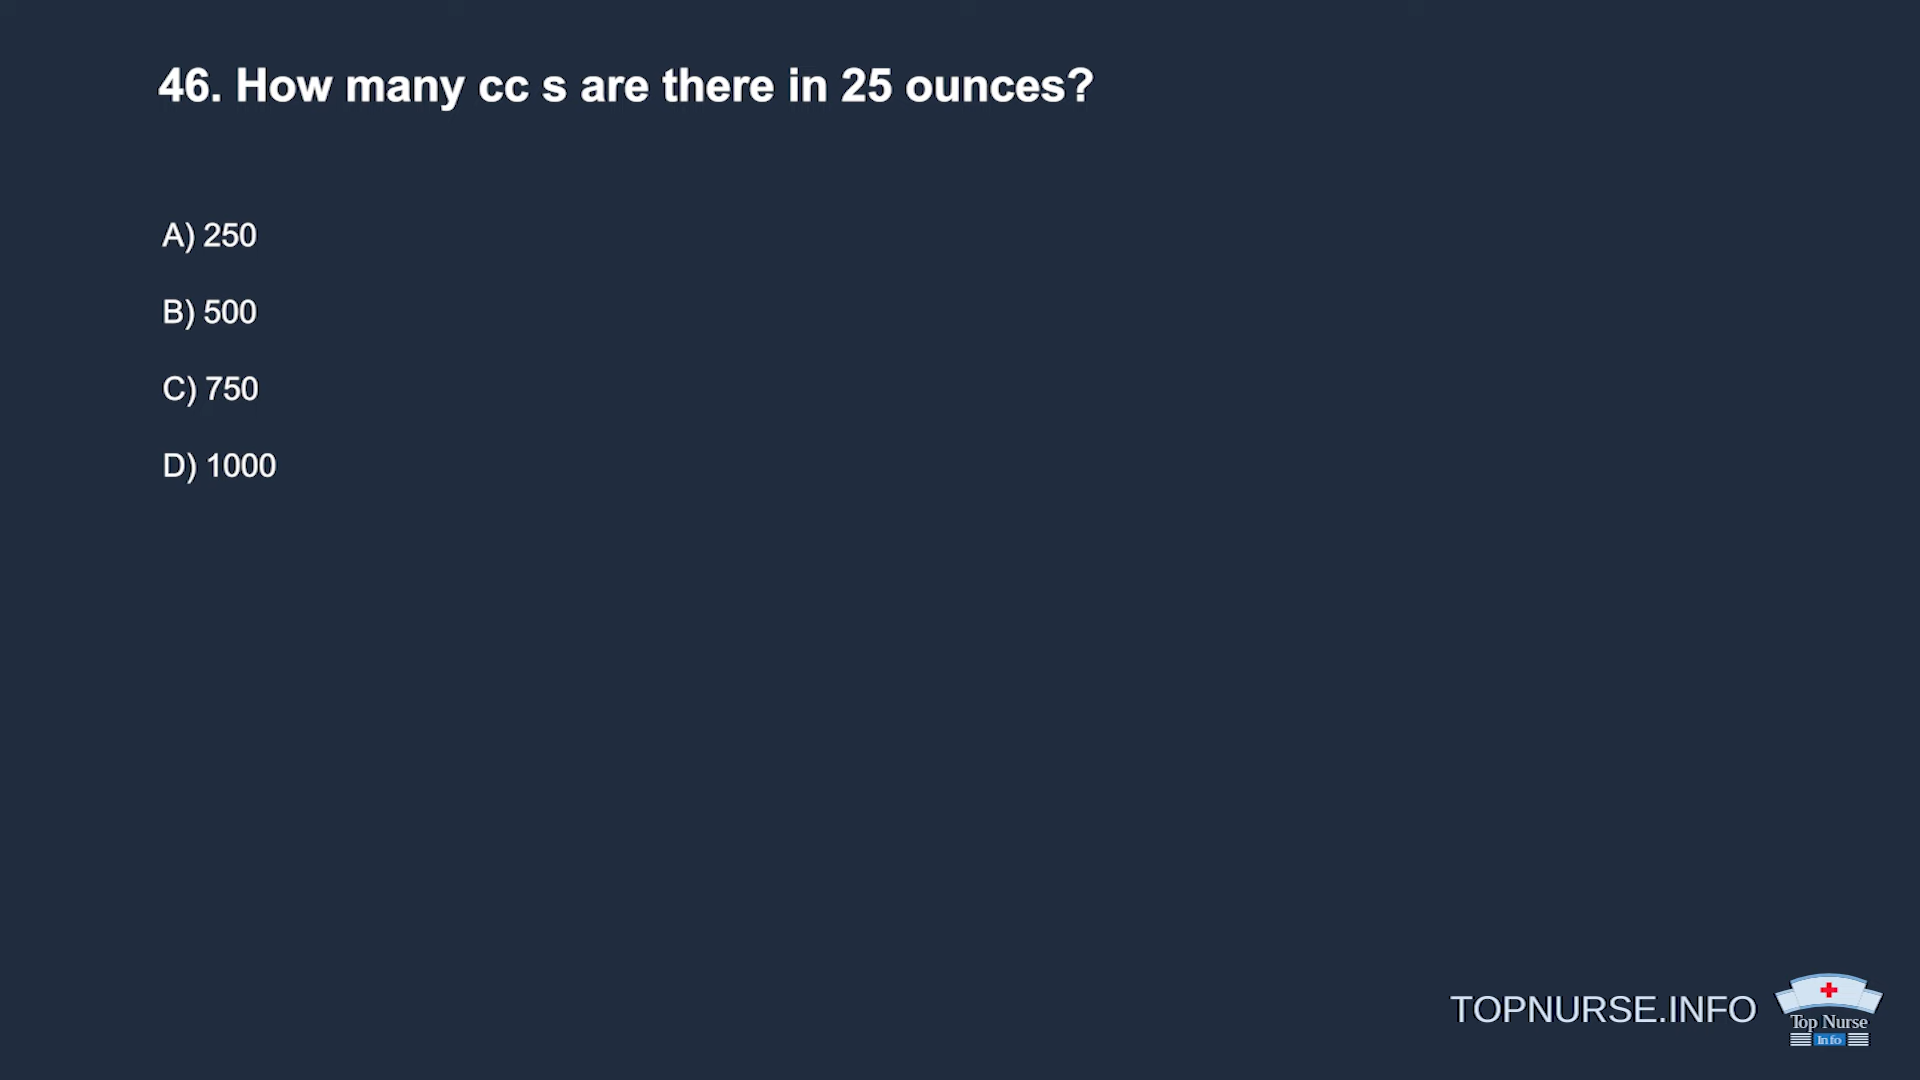 46. How many cc s are there in 25 ounces?
A) 250
B) 500
C) 750
D) 1000
TOPNURSE.INFO
Top Nurse
Info